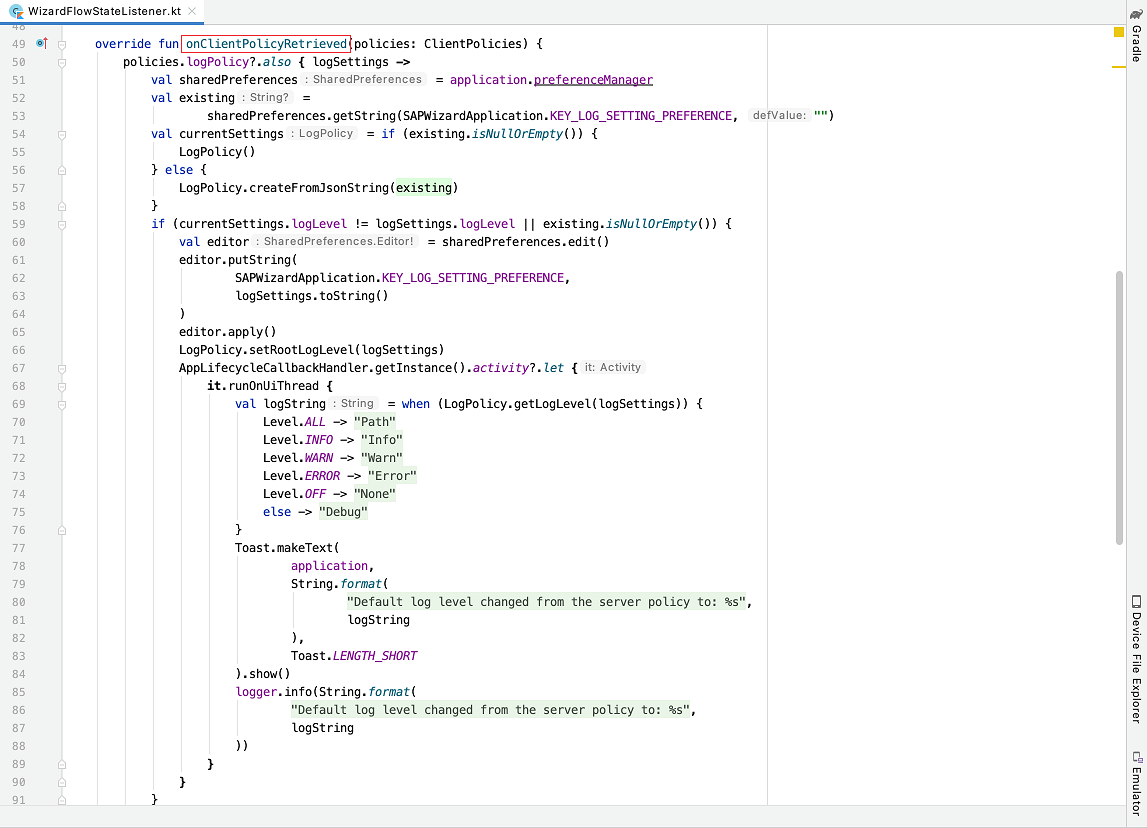 WizardFlowStateListener.kt
48
49 override fun onClientPolicyRetrieved(policies: ClientPolicies) {
50 policies.logPolicy?.also { logSettings ->
51 val sharedPreferences : SharedPreferences = application.preferenceManager
52 val existing : String? =
53 sharedPreferences.getString(SAPWizardApplication.KEY_LOG_SETTING_PREFERENCE, defValue: "")
54 val currentSettings : LogPolicy = if (existing.isNullOrEmpty()) {
55 LogPolicy()
56 } else {
57 LogPolicy.createFromJsonString(existing)
58 }
59 if (currentSettings.logLevel != logSettings.logLevel || existing.isNullOrEmpty()) {
60 val editor : SharedPreferences.Editor! = sharedPreferences.edit()
61 editor.putString(
62 SAPWizardApplication.KEY_LOG_SETTING_PREFERENCE,
63 logSettings.toString()
64 )
65 editor.apply()
66 LogPolicy.setRootLogLevel(logSettings)
67 AppLifecycleCallbackHandler.getInstance().activity?.let { it: Activity
68 it.runOnUiThread {
69 val logString : String = when (LogPolicy.getLogLevel(logSettings)) {
70 Level.ALL -> "Path"
71 Level.INFO -> "Info"
72 Level.WARN -> "Warn"
73 Level.ERROR -> "Error"
74 Level.OFF -> "None"
75 else -> "Debug"
76 }
77 Toast.makeText(
78 application,
79 String.format(
80 "Default log level changed from the server policy to: %s",
81 logString
82 ),
83 Toast.LENGTH_SHORT
84 ).show()
85 logger.info(String.format(
86 "Default log level changed from the server policy to: %s",
87 logString
88 ))
89 }
90 }
91 }
Gradle
Device File Explorer
Emulator